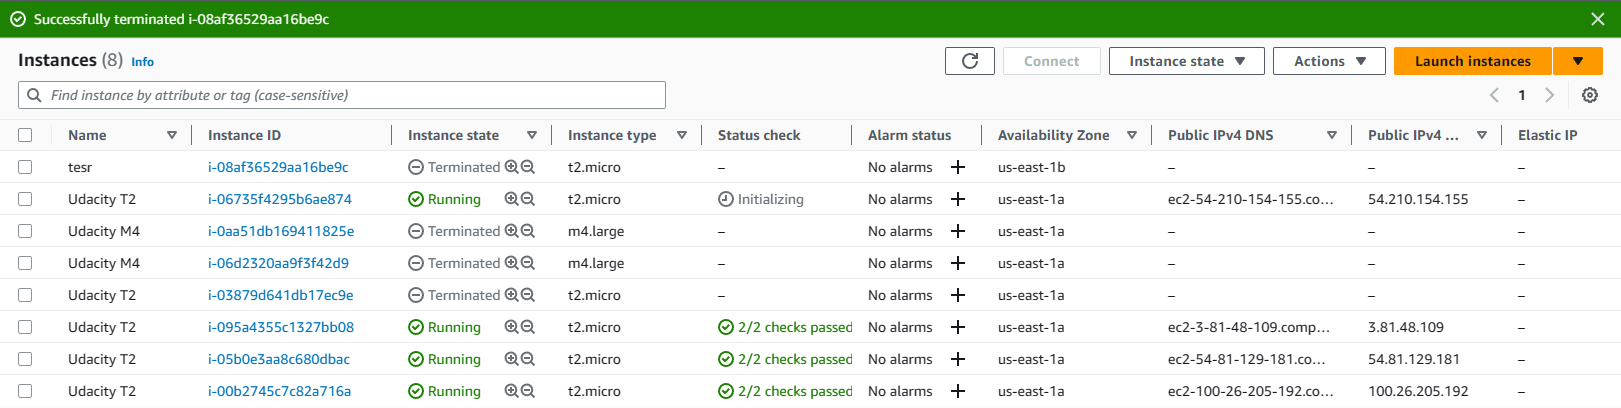 Successfully terminated i-08af36529aa16be9c
Instances (8) Info Connect Instance state Actions Launch instances
Find instance by attribute or tag (case-sensitive) 1
Name Instance ID Instance state Instance type Status check Alarm status Availability Zone Public IPv4 DNS Public IPv4 ... Elastic IP
tesr i-08af36529aa16be9c Terminated t2.micro – No alarms + us-east-1b – – –
Udacity T2 i-06735f4295b6ae874 Running t2.micro Initializing No alarms + us-east-1a ec2-54-210-154-155.co... 54.210.154.155 –
Udacity M4 i-0aa51db169411825e Terminated m4.large – No alarms + us-east-1a – – –
Udacity M4 i-06d2320aa9f3f42d9 Terminated m4.large – No alarms + us-east-1a – – –
Udacity T2 i-03879d641db17ec9e Terminated t2.micro – No alarms + us-east-1a – – –
Udacity T2 i-095a4355c1327bb08 Running t2.micro 2/2 checks passed No alarms + us-east-1a ec2-3-81-48-109.comp... 3.81.48.109 –
Udacity T2 i-05b0e3aa8c680dbac Running t2.micro 2/2 checks passed No alarms + us-east-1a ec2-54-81-129-181.co... 54.81.129.181 –
Udacity T2 i-00b2745c7c82a716a Running t2.micro 2/2 checks passed No alarms + us-east-1a ec2-100-26-205-192.co... 100.26.205.192 –